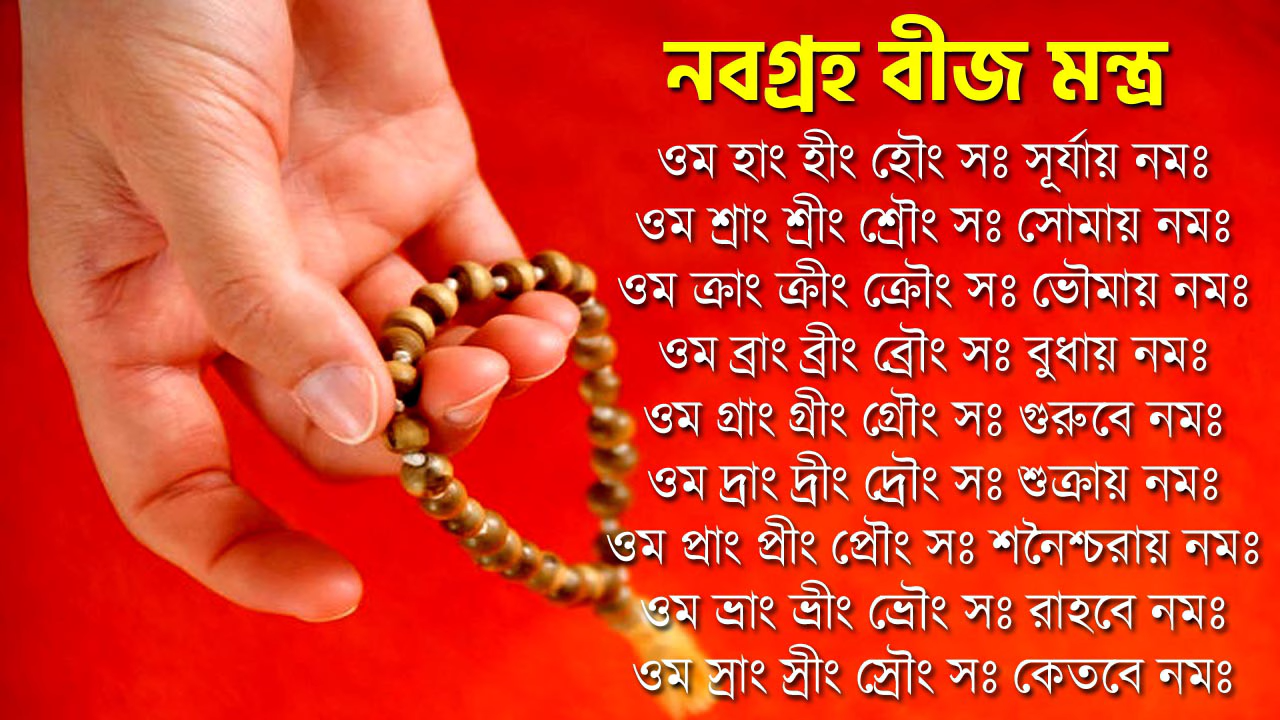 নবগ্রহ বীজ মন্ত্র
ওম হাং হীং হৌং সঃ সূর্যায় নমঃ
ওম শ্রাং শ্রীং শ্রৌং সঃ সোমায় নমঃ
ওম ক্রাং ক্রীং ক্রৌং সঃ ভৌমায় নমঃ
ওম ব্রাং ব্রীং ব্রৌং সঃ বুধায় নমঃ
ওম গ্রাং গ্রীং গ্রৌং সঃ গুরুবে নমঃ
ওম দ্রাং দ্রীং দ্রৌং সঃ শুক্রায় নমঃ
ওম প্রাং প্রীং প্রৌং সঃ শনৈশ্চরায় নমঃ
ওম ভ্রাং ভ্রীং ভ্রৌং সঃ রাহবে নমঃ
ওম স্রাং স্রীং স্রৌং সঃ কেতবে নমঃ